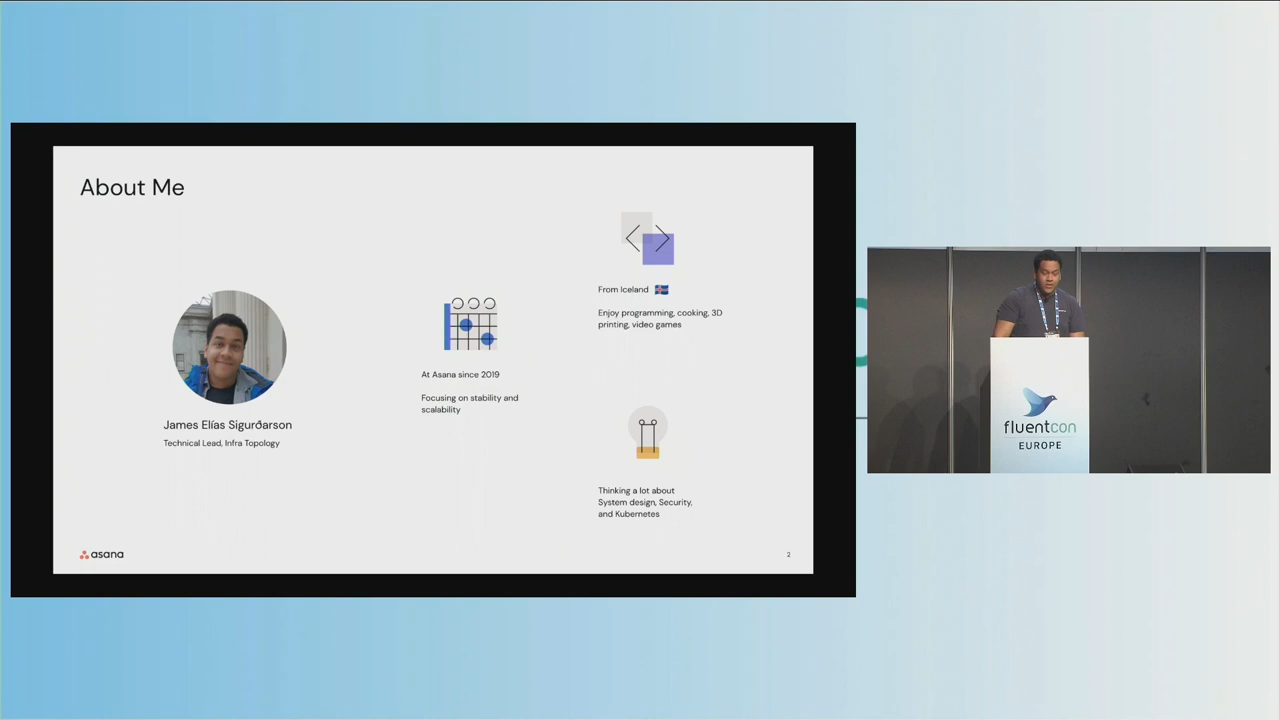 About Me
James Elías Sigurðarson
Technical Lead, Infra Topology
At Asana since 2019
Focusing on stability and
scalability
From Iceland
Enjoy programming, cooking, 3D
printing, video games
Thinking a lot about
System design, Security,
and Kubernetes
asana
2
fluentcon
EUROPE